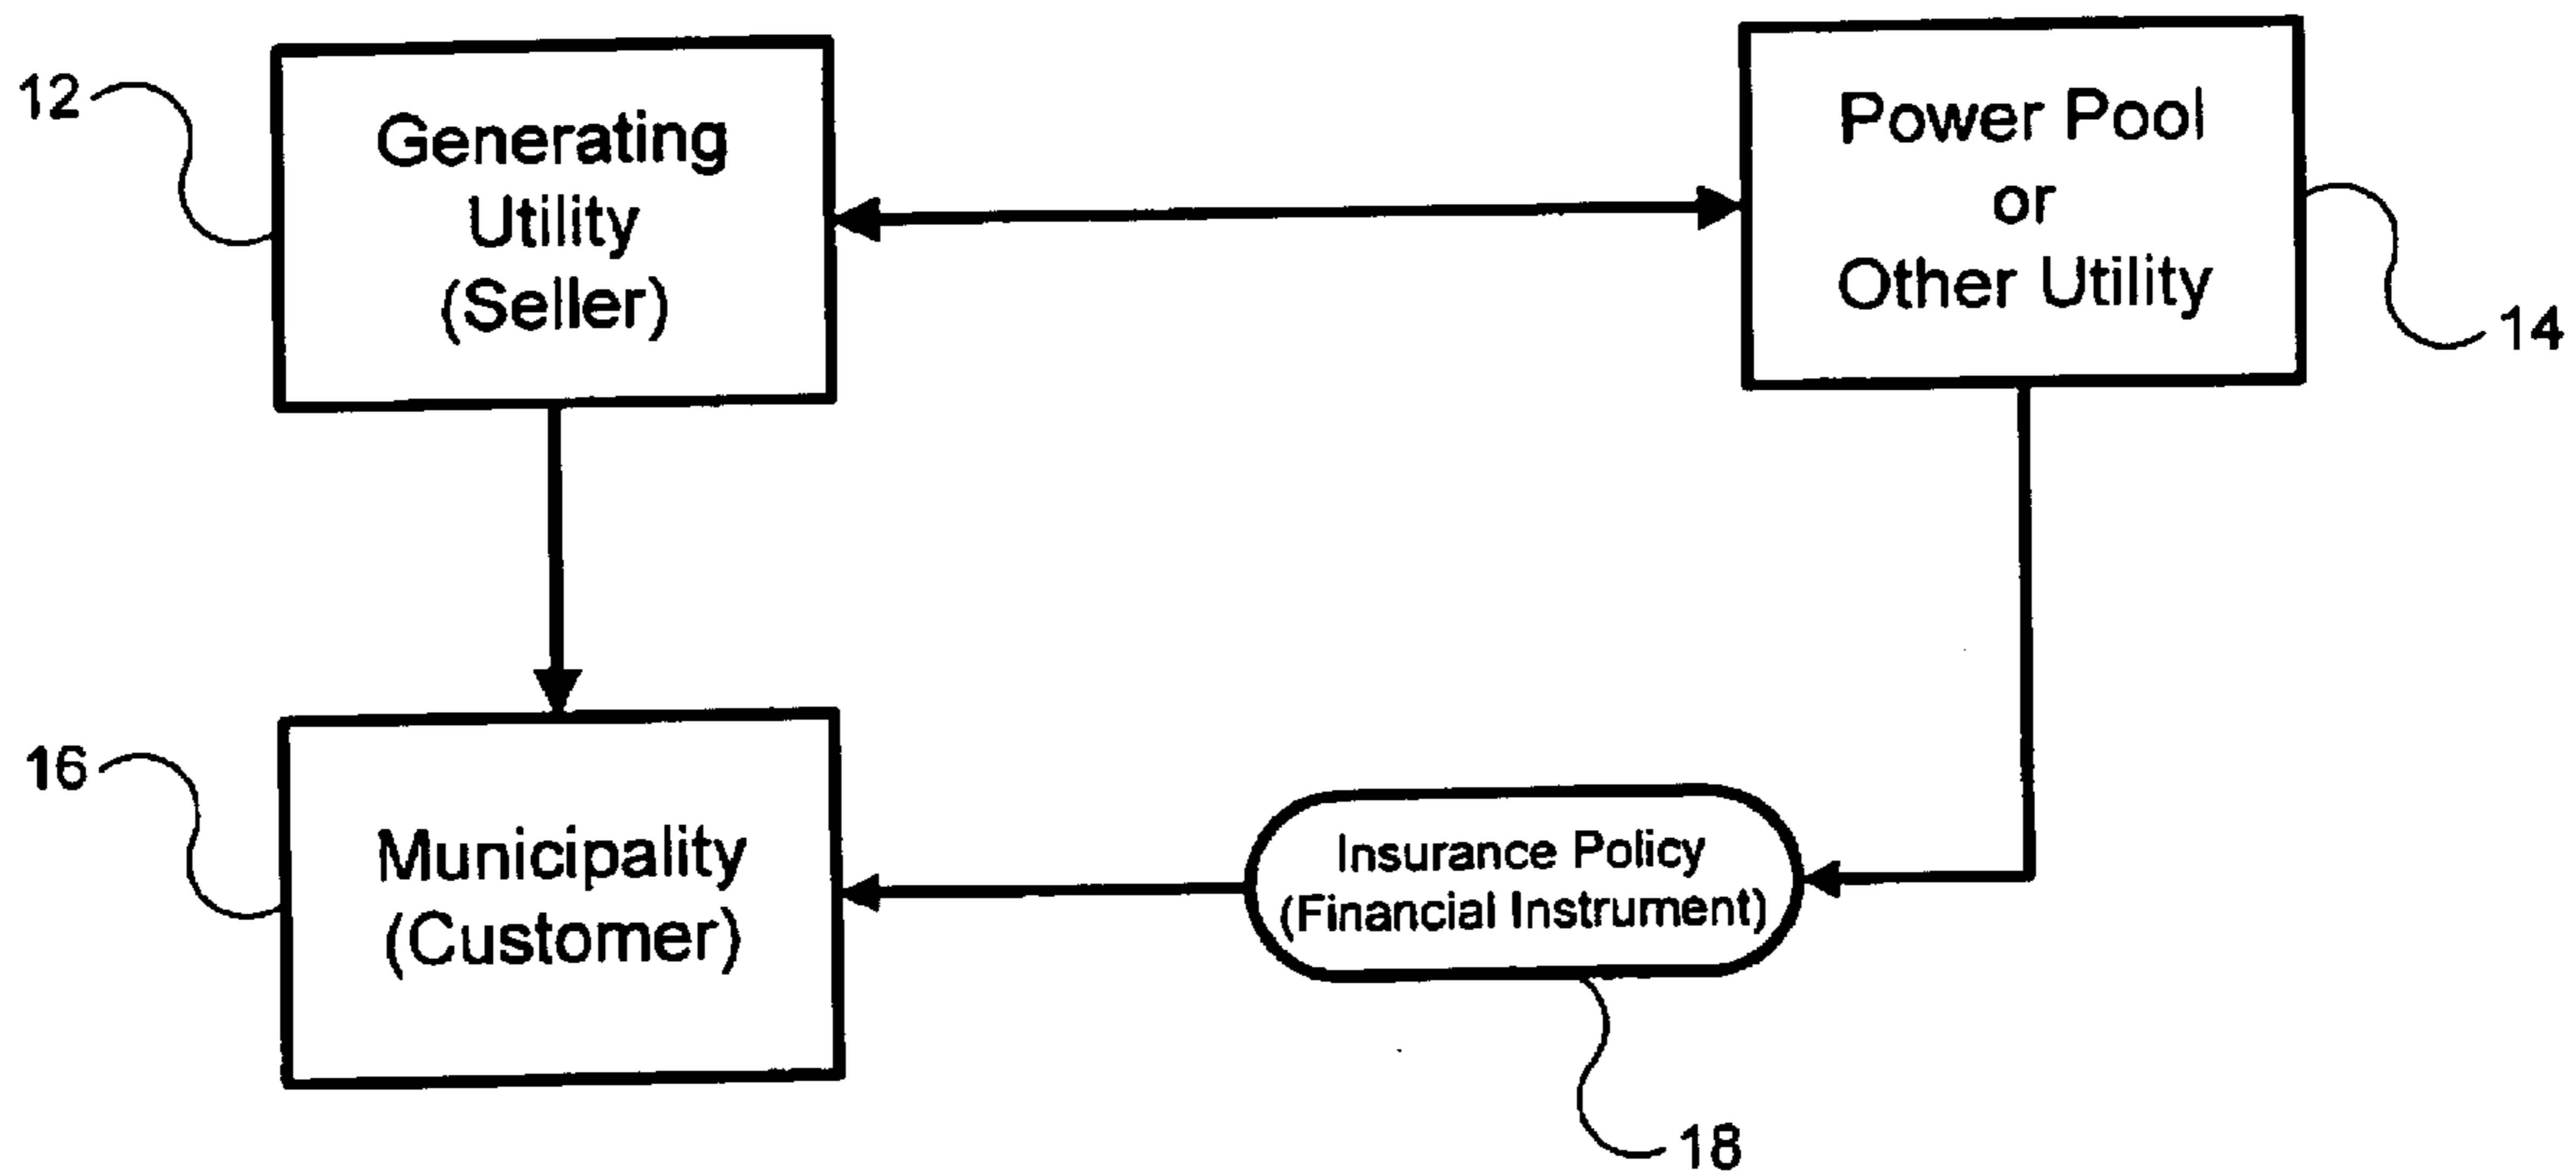 12
Generating
Utility
(Seller)
Power Pool
or
Other Utility
14
16
Municipality
(Customer)
Insurance Policy
(Financial Instrument)
18